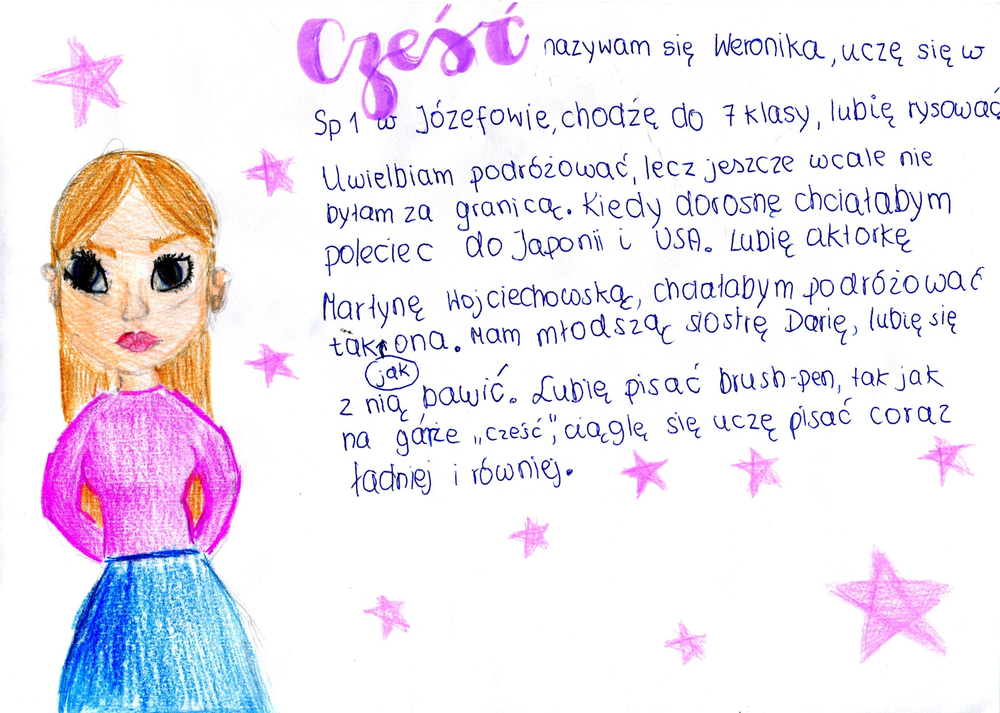 Cześć nazywam się Weronika, uczę się w
Sp 1 w Józefowie, chodzę do 7 klasy, lubię rysować.
Uwielbiam podróżować, lecz jeszcze wcale nie
byłam za granicą. Kiedy dorosnę chciałabym
polecieć do Japonii i USA. Lubię aktorkę
Martynę Wojciechowską, chciałabym podróżować
tak ona. Mam młodszą siostrę Darię, lubię się
jak
z nią bawić. Lubię pisać brush-pen, tak jak
na górze „cześć", ciąglę się uczę pisać coraz
ładniej i równiej.